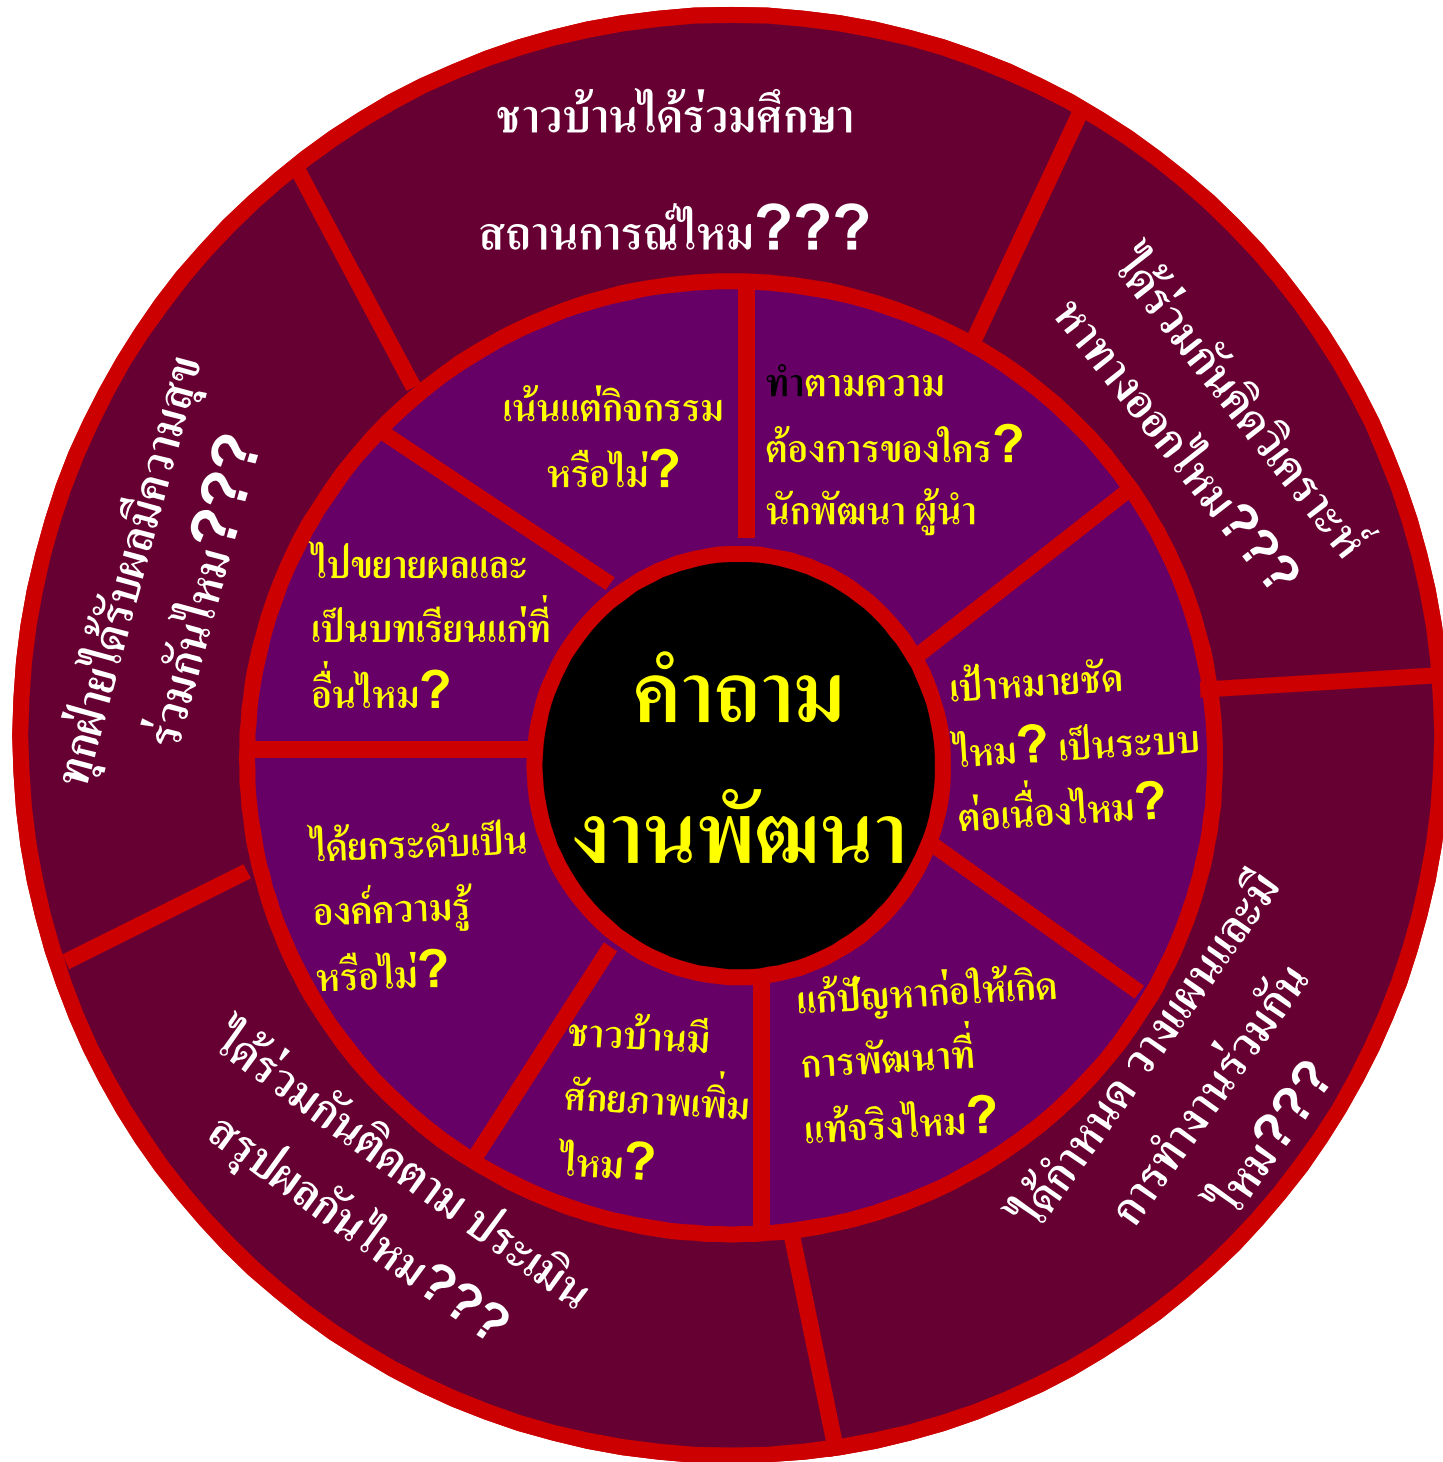 ชาวบ้านได้ร่วมศึกษา
สถานการณ์ไหม???
ได้ร่วมกันคิดวิเคราะห์
หาทางออกไหม???
ได้กำหนด วางแผนและมี
การทำงานร่วมกัน
ไหม???
ได้ร่วมกันติดตาม ประเมิน
สรุปผลกันไหม???
ทุกฝ่ายได้รับผลมีความสุข
ร่วมกันไหม???
ทำตามความ
ต้องการของใคร?
นักพัฒนา ผู้นำ
เป้าหมายชัด
ไหม? เป็นระบบ
ต่อเนื่องไหม?
แก้ปัญหาก่อให้เกิด
การพัฒนาที่
แท้จริงไหม?
ชาวบ้านมี
ศักยภาพเพิ่ม
ไหม?
ได้ยกระดับเป็น
องค์ความรู้
หรือไม่?
ไปขยายผลและ
เป็นบทเรียนแก่ที่
อื่นไหม?
เน้นแต่กิจกรรม
หรือไม่?
คำถาม
งานพัฒนา